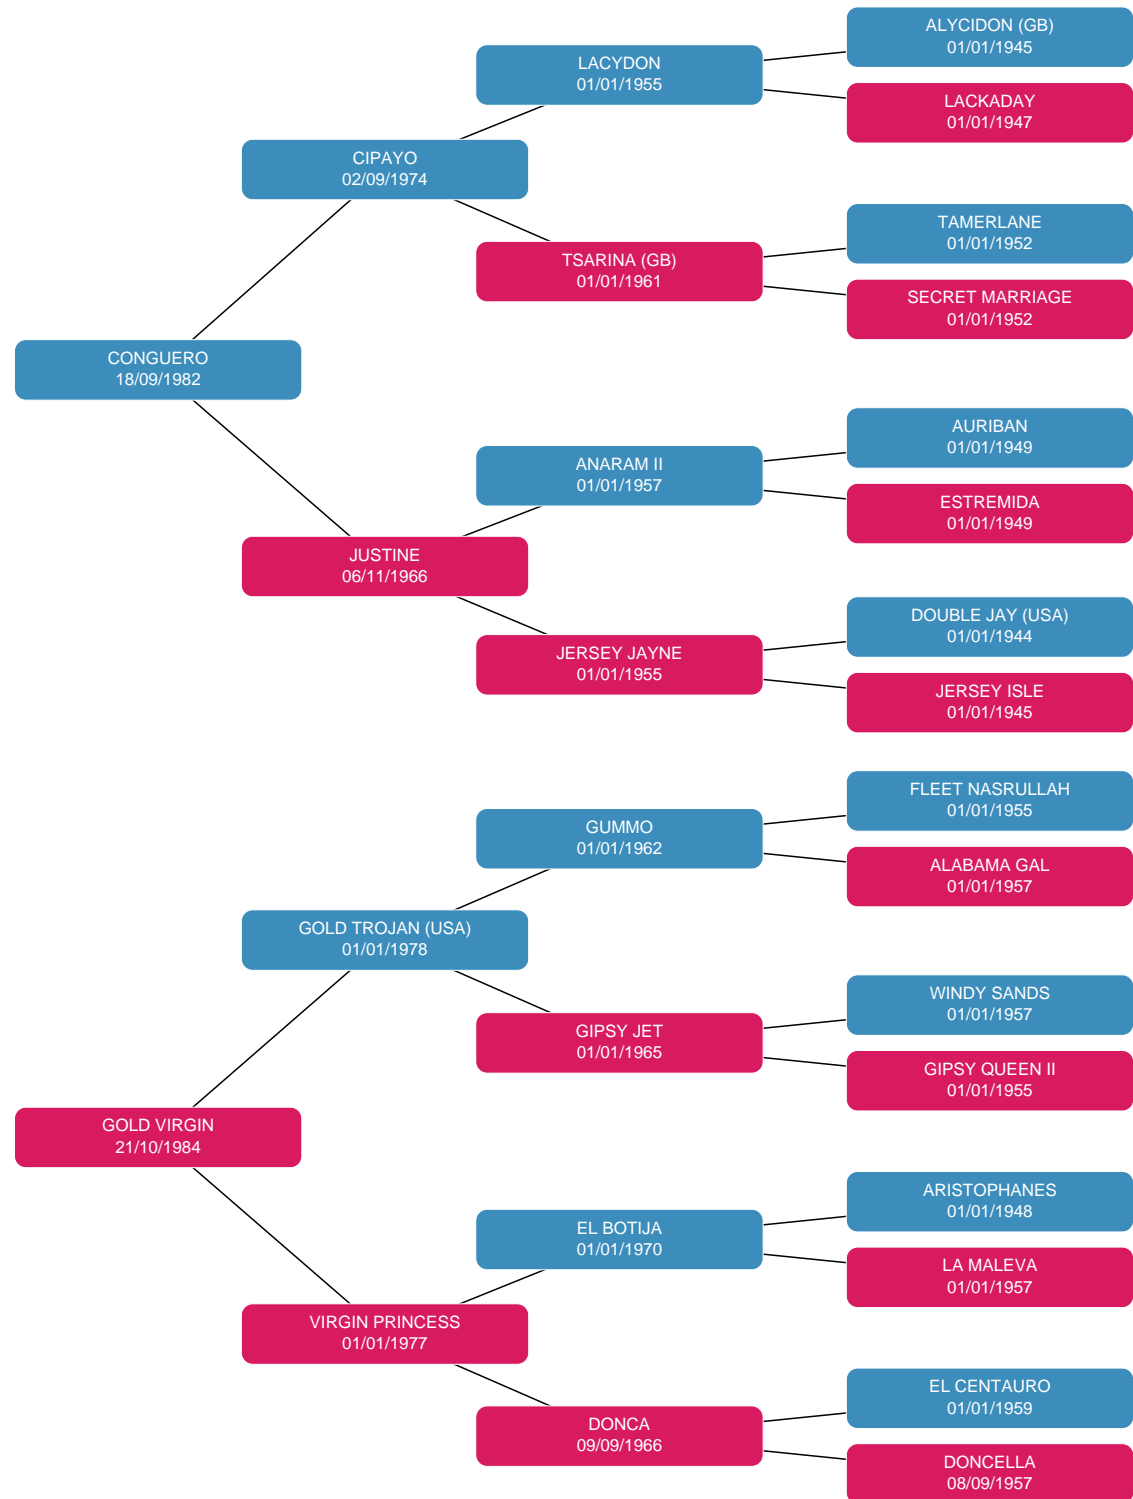 ALYCIDON (GB)
01/01/1945
LACYDON
01/01/1955
LACKADAY
01/01/1947
CIPAYO
02/09/1974
TAMERLANE
01/01/1952
TSARINA (GB)
01/01/1961
SECRET MARRIAGE
01/01/1952
CONGUERO
18/09/1982
AURIBAN
01/01/1949
ANARAM II
01/01/1957
ESTREMIDA
01/01/1949
JUSTINE
06/11/1966
DOUBLE JAY (USA)
01/01/1944
JERSEY JAYNE
01/01/1955
JERSEY ISLE
01/01/1945
FLEET NASRULLAH
01/01/1955
GUMMO
01/01/1962
ALABAMA GAL
01/01/1957
GOLD TROJAN (USA)
01/01/1978
WINDY SANDS
01/01/1957
GIPSY JET
01/01/1965
GIPSY QUEEN II
01/01/1955
GOLD VIRGIN
21/10/1984
ARISTOPHANES
01/01/1948
EL BOTIJA
01/01/1970
LA MALEVA
01/01/1957
VIRGIN PRINCESS
01/01/1977
EL CENTAURO
01/01/1959
DONCA
09/09/1966
DONCELLA
08/09/1957